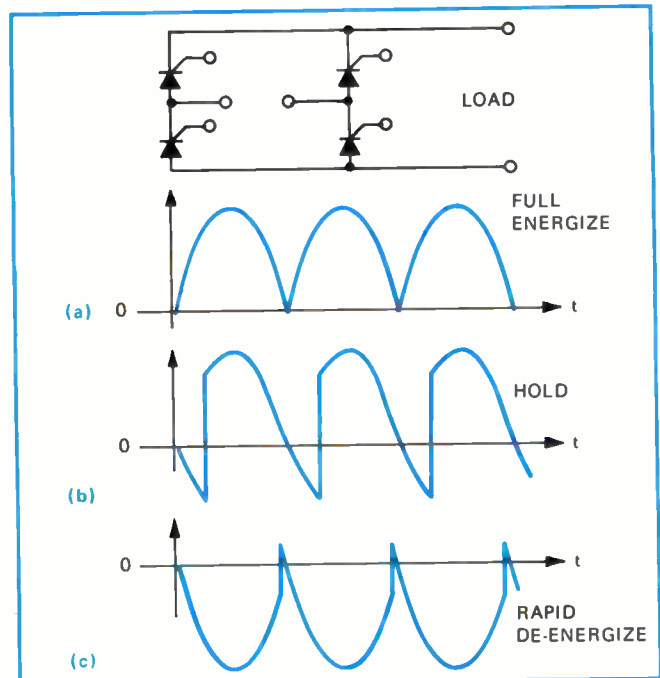 LOAD
FULL
ENERGIZE
(a) 0 t
HOLD
0 t
(b)
0 t
RAPID
DE-ENERGIZE
(c)